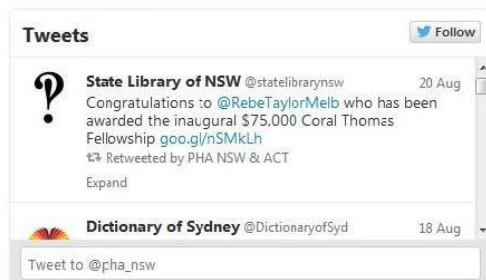 Tweets
Follow
State Library of NSW @statelibrarynsw 20 Aug
Congratulations to @RebeTaylorMelb who has been
awarded the inaugural $75,000 Coral Thomas
Fellowship goo.gl/nSMkLh
Retweeted by PHA NSW & ACT
Expand
Dictionary of Sydney @DictionaryofSyd 18 Aug
Tweet to @pha_nsw